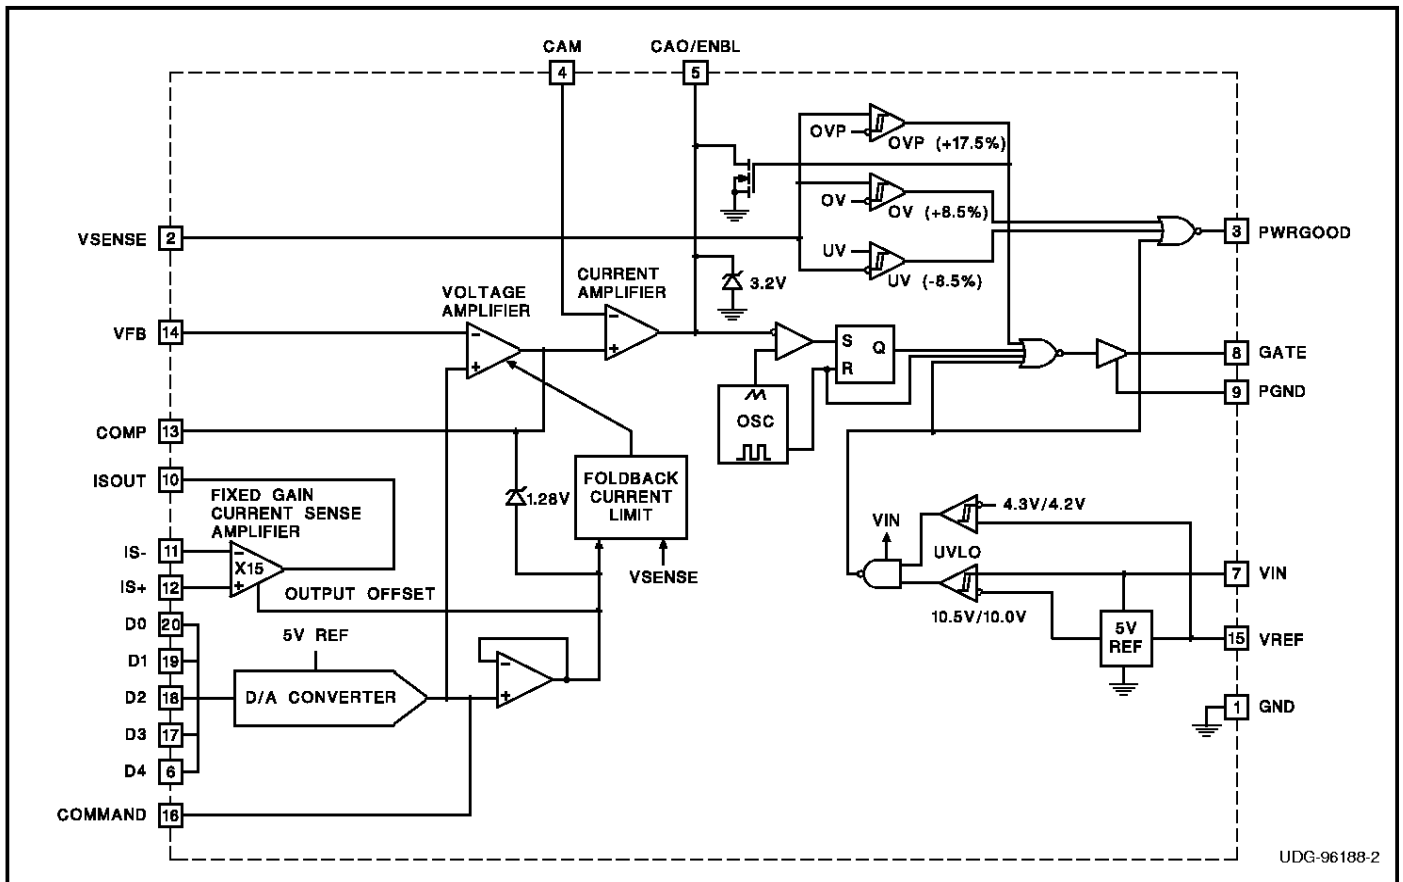 CAM
CAO/ENBL
4
5
OVP
OVP (+17.5%)
OV
OV (+8.5%)
VSENSE
2
UV
UV (-8.5%)
3
PWRGOOD
3.2V
CURRENT
AMPLIFIER
VOLTAGE
AMPLIFIER
VFB
14
-
+
-
+
S
Q
R
8
GATE
9
PGND
OSC
COMP
13
ISOUT
10
FOLDBACK
CURRENT
LIMIT
1.28V
FIXED GAIN
CURRENT SENSE
AMPLIFIER
4.3V/4.2V
VIN
UVLO
IS-
11
-
X15
+
IS+
12
VSENSE
OUTPUT OFFSET
7
VIN
10.5V/10.0V
D0
20
5V REF
5V
REF
15
VREF
D1
19
-
+
D2
18
D/A CONVERTER
1
GND
D3
17
D4
6
COMMAND
16
UDG-96188-2